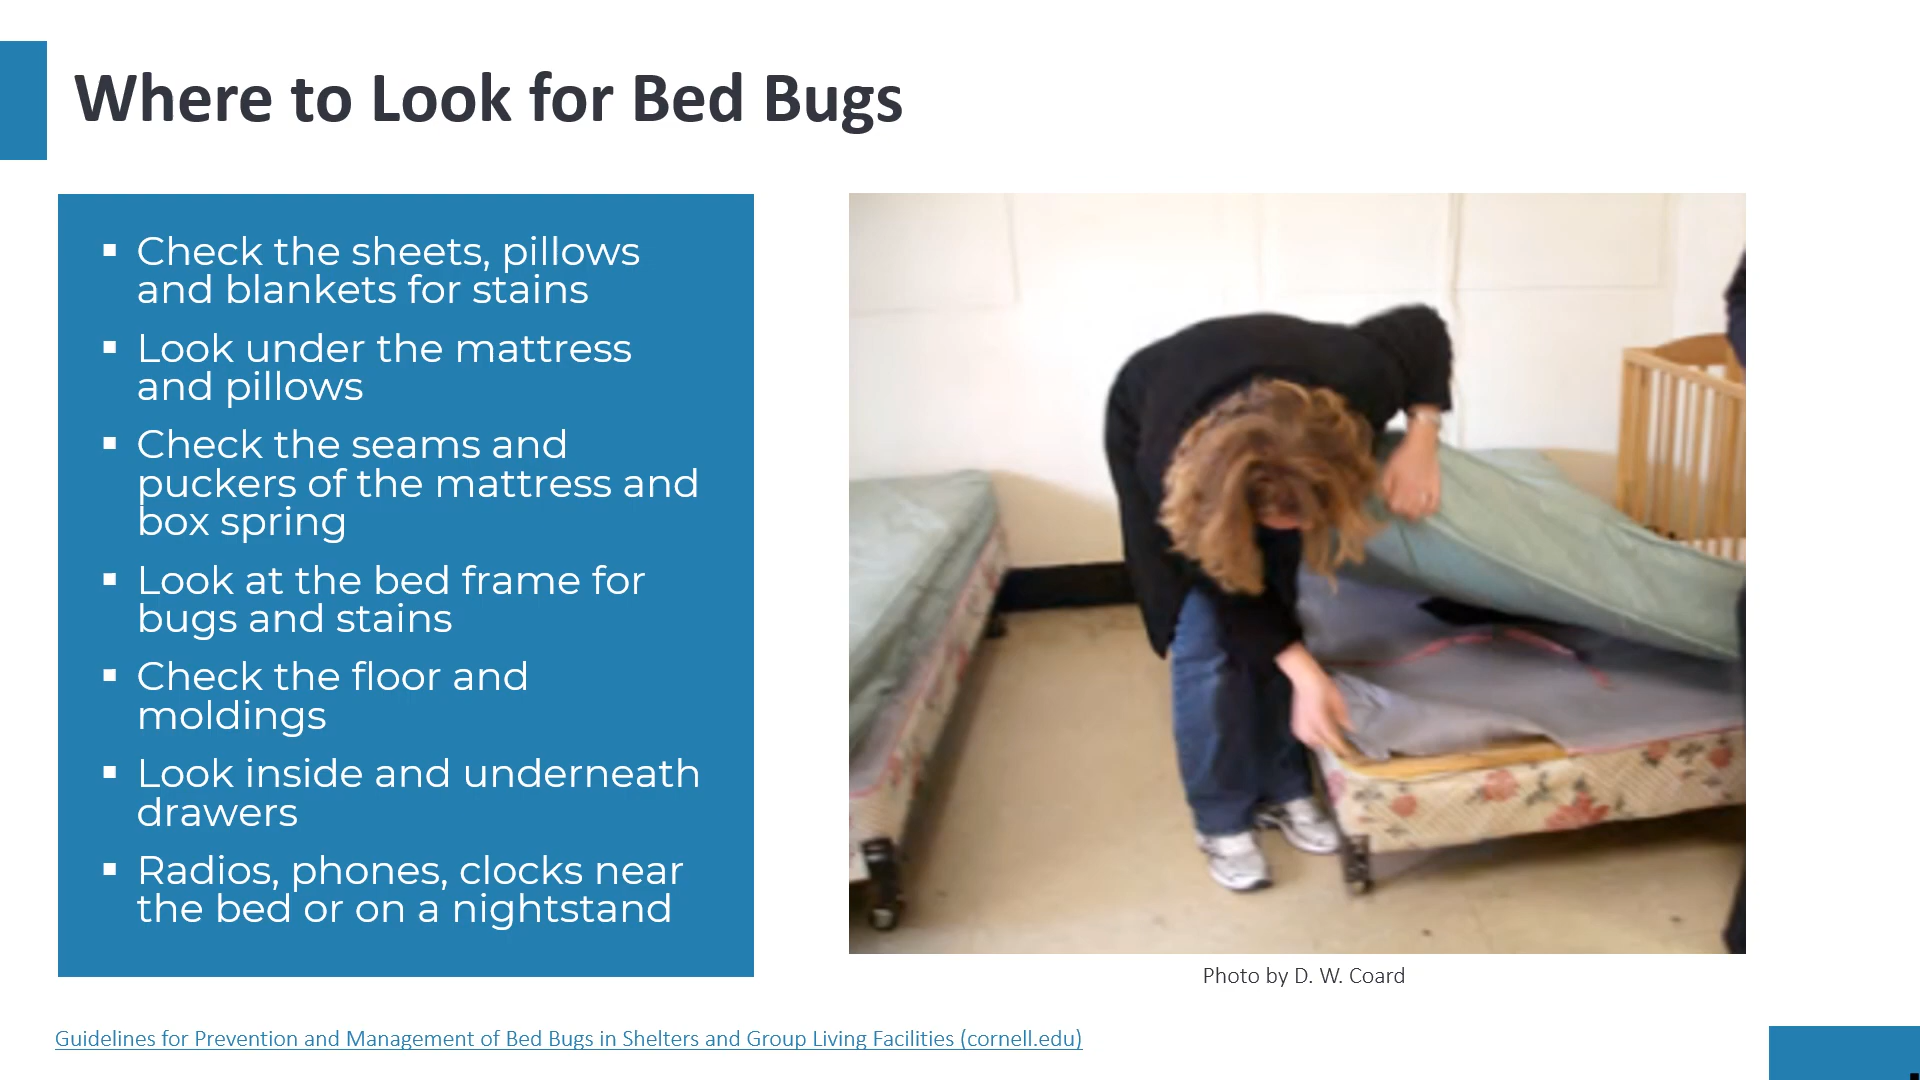 Where to Look for Bed Bugs
▪ Check the sheets, pillows
and blankets for stains
▪ Look under the mattress
and pillows
▪ Check the seams and
puckers of the mattress and
box spring
▪ Look at the bed frame for
bugs and stains
▪ Check the floor and
moldings
▪ Look inside and underneath
drawers
▪ Radios, phones, clocks near
the bed or on a nightstand
Photo by D. W. Coard
Guidelines for Prevention and Management of Bed Bugs in Shelters and Group Living Facilities (cornell.edu)